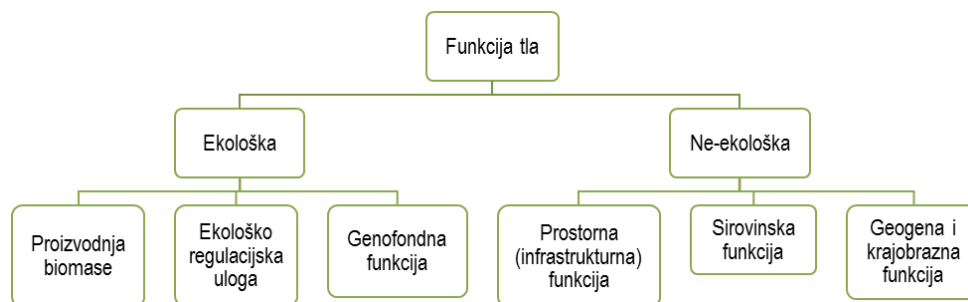 Funkcija tla
Ekološka
Ne-ekološka
Proizvodnja
biomase
Ekološko
regulacijska
uloga
Genofondna
funkcija
Prostorna
(infrastrukturna)
funkcija
Sirovinska
funkcija
Geogena i
krajobrazna
funkcija